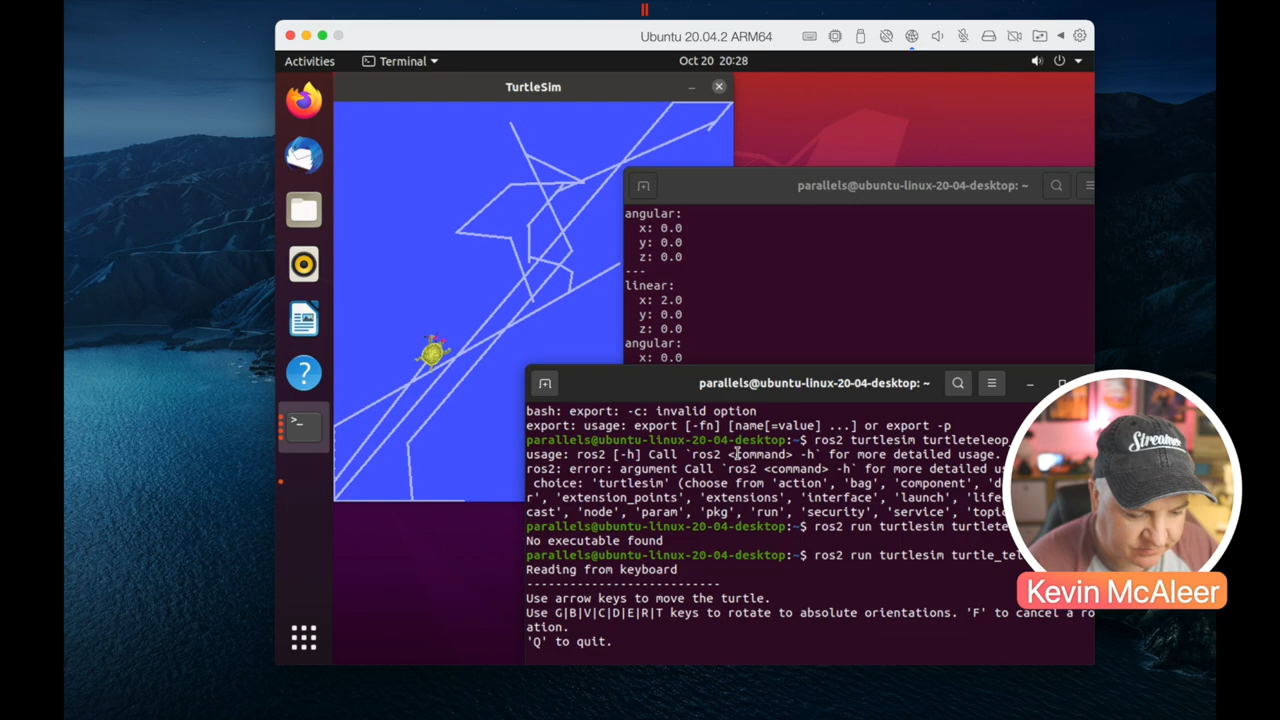 Ubuntu 20.04.2 ARM64
Activities
Terminal
Oct 20 20:28
TurtleSim
parallels@ubuntu-linux-20-04-desktop: ~
angular:
x: 0.0
y: 0.0
z: 0.0
---
linear:
x: 2.0
y: 0.0
z: 0.0
angular:
x: 0.0
parallels@ubuntu-linux-20-04-desktop: ~
bash: export: -c: invalid option
export: usage: export [-fn] [name[=value] ...] or export -p
parallels@ubuntu-linux-20-04-desktop:~$ ros2 turtlesim turtleteleop
usage: ros2 [-h] Call `ros2 <command> -h` for more detailed usage.
ros2: error: argument Call `ros2 <command> -h` for more detailed us
choice: 'turtlesim' (choose from 'action', 'bag', 'component', 'd
r', 'extension_points', 'extensions', 'interface', 'launch', 'life
cast', 'node', 'param', 'pkg', 'run', 'security', 'service', 'topic
parallels@ubuntu-linux-20-04-desktop:~$ ros2 run turtlesim turtlete
No executable found
parallels@ubuntu-linux-20-04-desktop:~$ ros2 run turtlesim turtle_tel
Reading from keyboard
---------------------------
Use arrow keys to move the turtle.
Use G|B|V|C|D|E|R|T keys to rotate to absolute orientations. 'F' to cancel a ro
ation.
'Q' to quit.
Streamer
Kevin McAleer